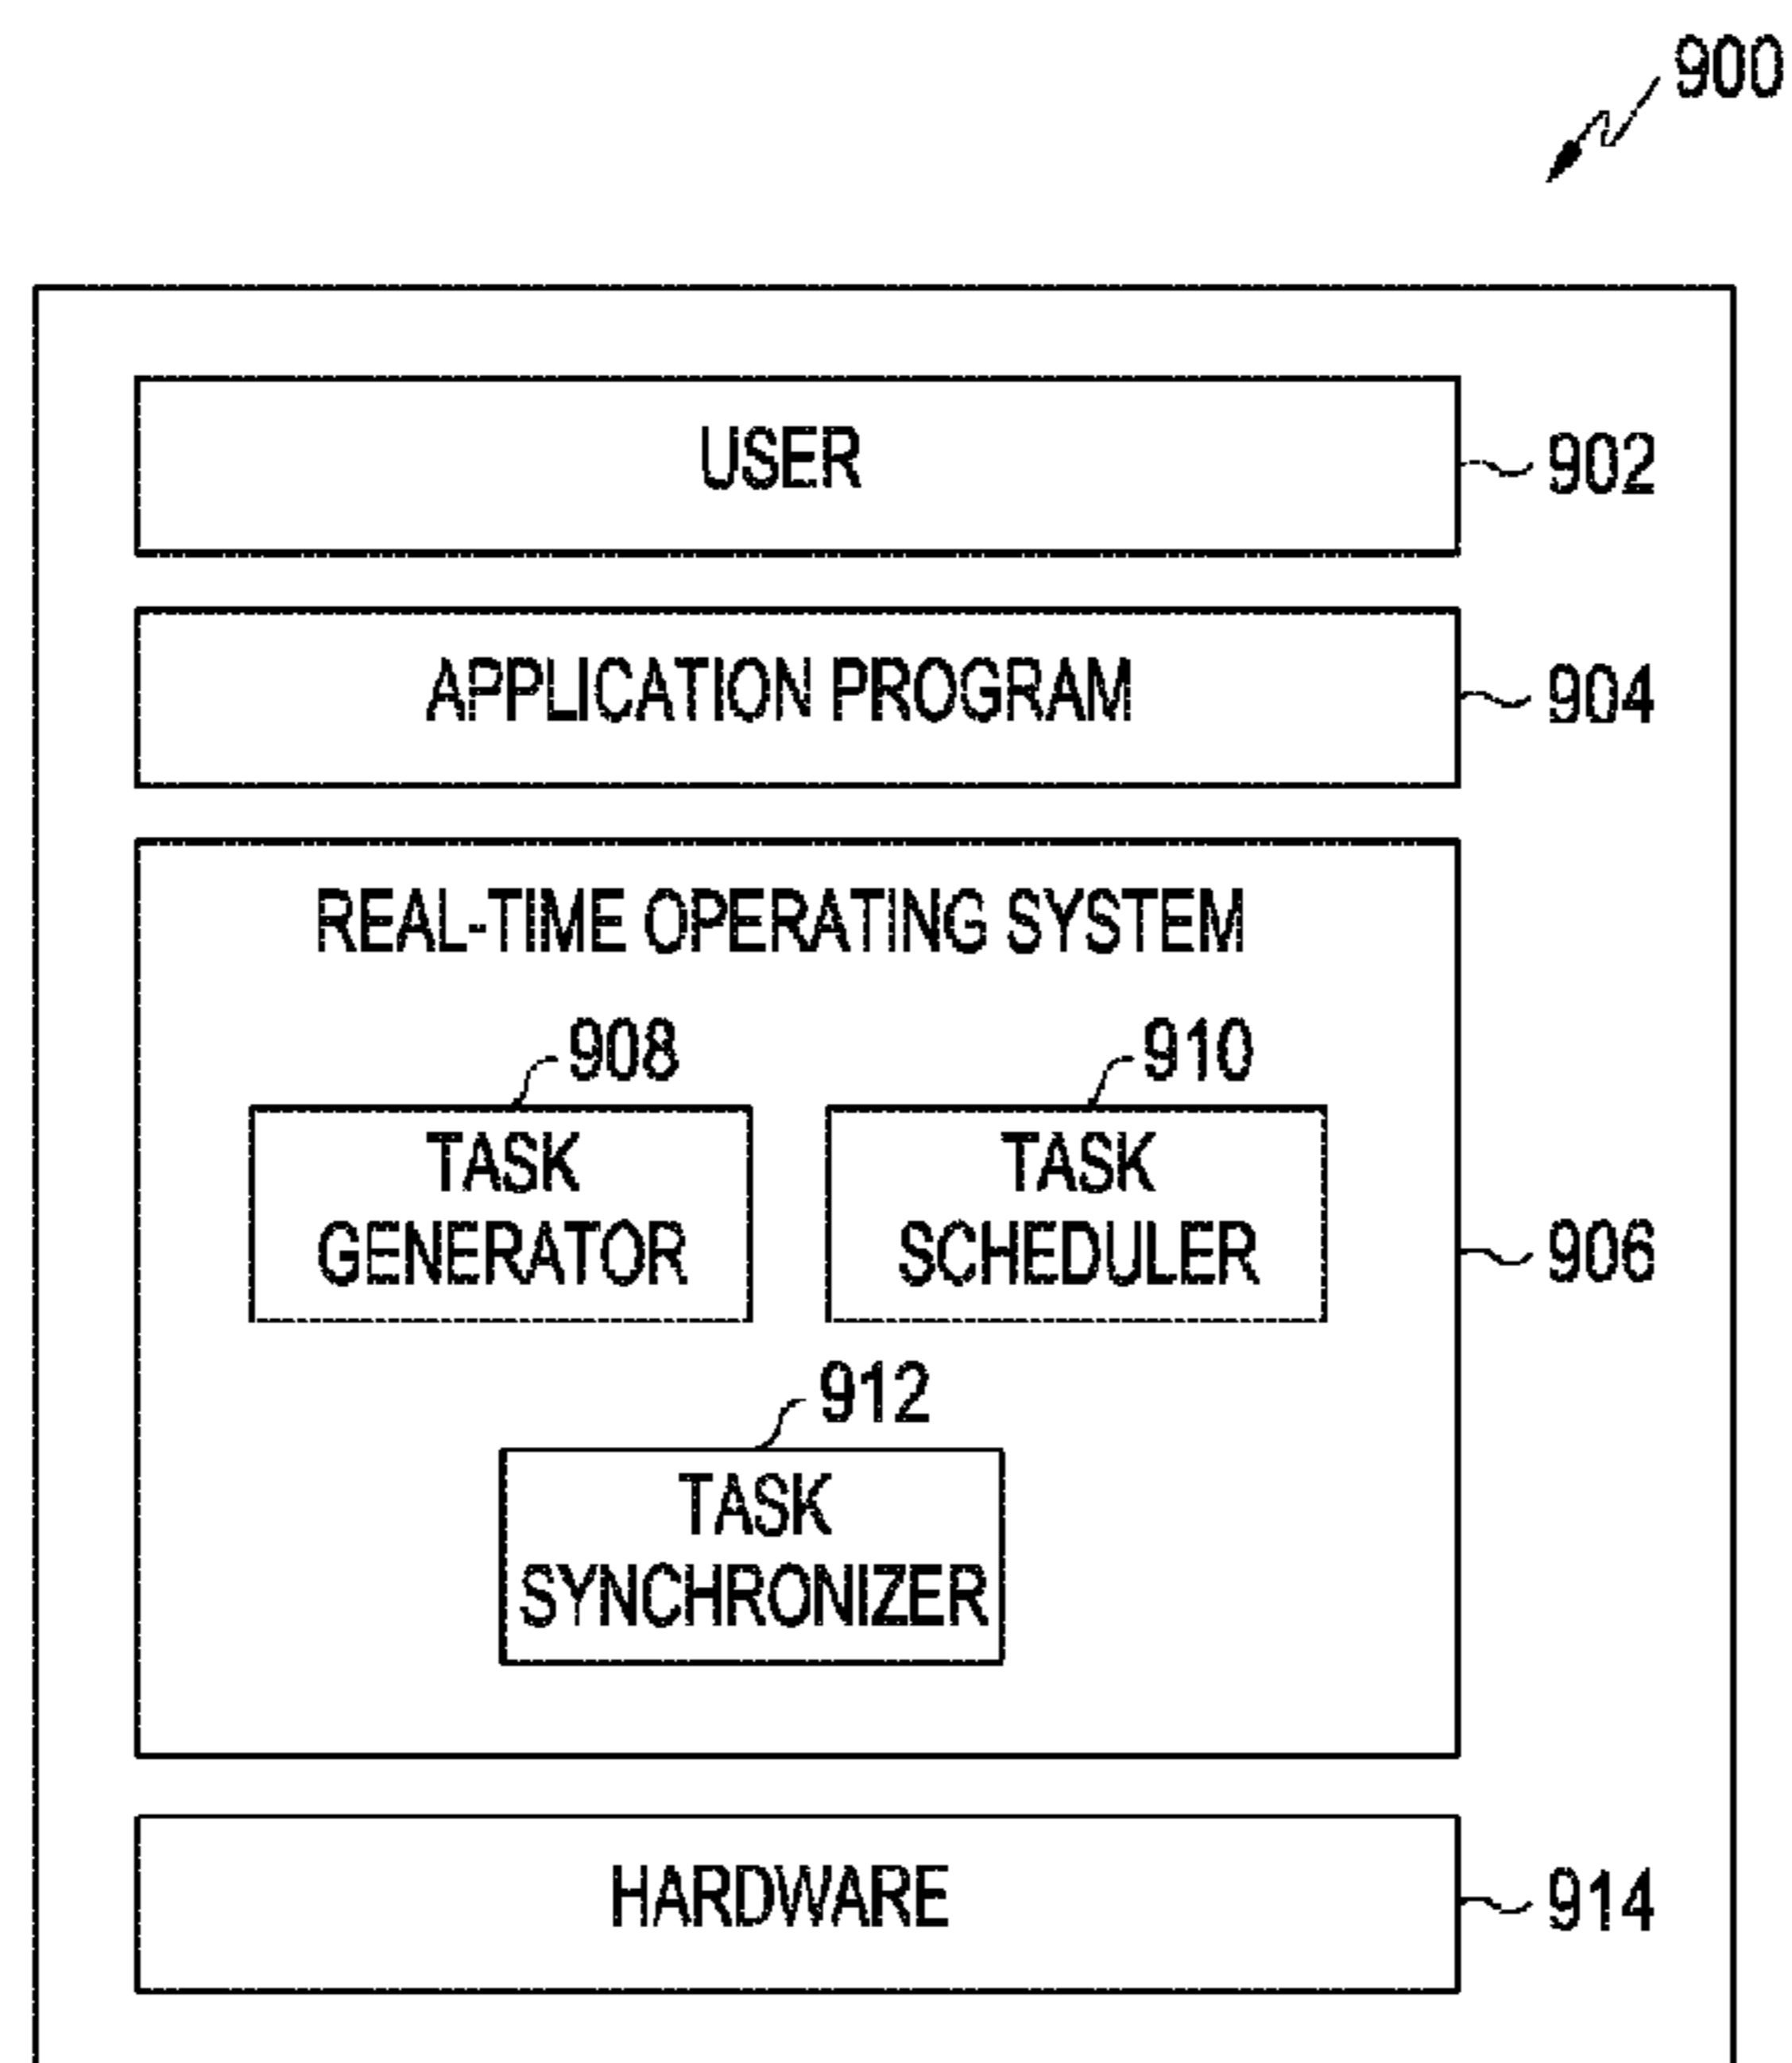 900
USER
902
APPLICATION PROGRAM
904
REAL-TIME OPERATING SYSTEM
908
910
TASK
GENERATOR
TASK
SCHEDULER
906
912
TASK
SYNCHRONIZER
HARDWARE
914